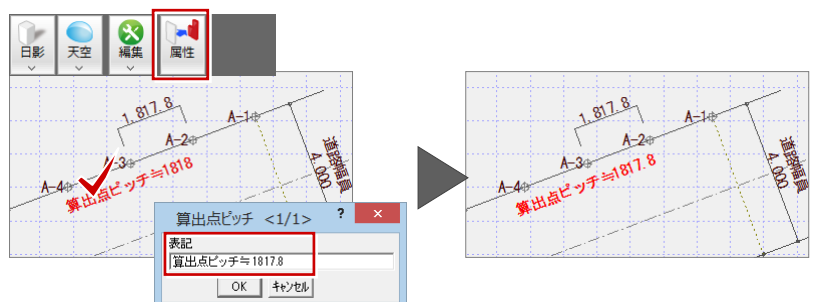 日影 天空 編集 属性
1,817.8
A-1
A-2
A-3
A-4
算出点ピッチ≒1818
道路幅員
4,000
算出点ピッチ <1/1> ? ×
表記
算出点ピッチ≒1817.8
OK キャンセル
1,817.8
A-1
A-2
A-3
A-4
算出点ピッチ≒1817.8
道路幅員
4,000